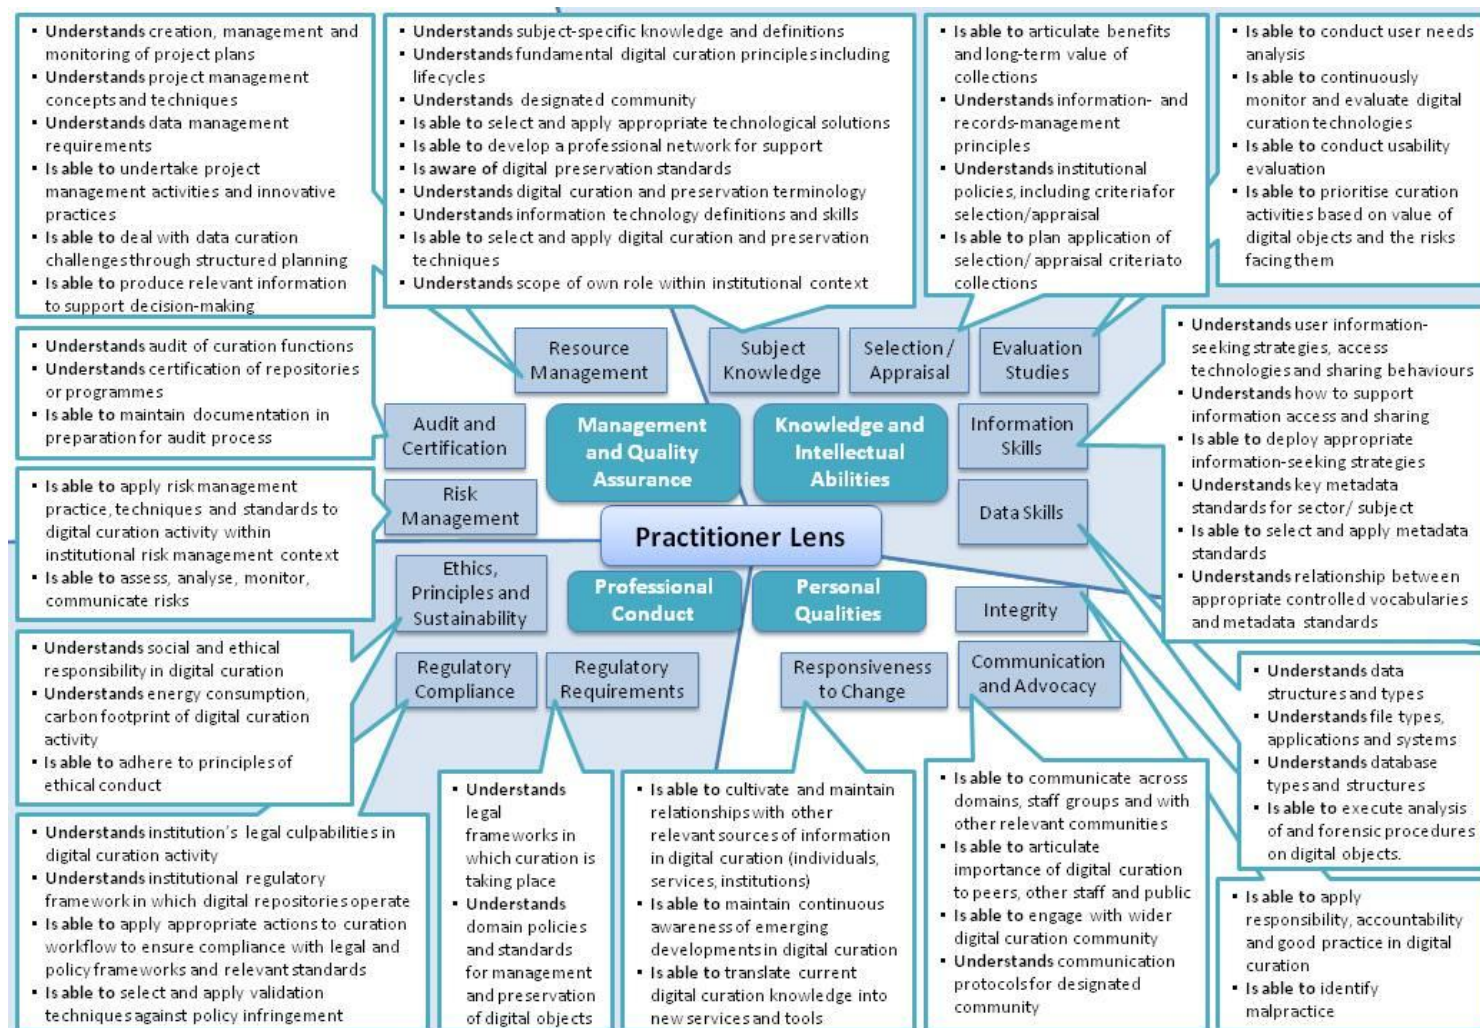 ▪ Understands creation, management and
monitoring of project plans
▪ Understands project management
concepts and techniques
▪ Understands data management
requirements
▪ Is able to undertake project
management activities and innovative
practices
▪ Is able to deal with data curation
challenges through structured planning
▪ Is able to produce relevant information
to support decision-making
▪ Understands subject-specific knowledge and definitions
▪ Understands fundamental digital curation principles including
lifecycles
▪ Understands designated community
▪ Is able to select and apply appropriate technological solutions
▪ Is able to develop a professional network for support
▪ Is aware of digital preservation standards
▪ Understands digital curation and preservation terminology
▪ Understands information technology definitions and skills
▪ Is able to select and apply digital curation and preservation
techniques
▪ Understands scope of own role within institutional context
▪ Is able to articulate benefits
and long-term value of
collections
▪ Understands information- and
records-management
principles
▪ Understands institutional
policies, including criteria for
selection/appraisal
▪ Is able to plan application of
selection/ appraisal criteria to
collections
▪ Is able to conduct user needs
analysis
▪ Is able to continuously
monitor and evaluate digital
curation technologies
▪ Is able to conduct usability
evaluation
▪ Is able to prioritise curation
activities based on value of
digital objects and the risks
facing them
Resource
Management
Subject
Knowledge
Selection /
Appraisal
Evaluation
Studies
▪ Understands audit of curation functions
▪ Understands certification of repositories
or programmes
▪ Is able to maintain documentation in
preparation for audit process
Audit and
Certification
Management
and Quality
Assurance
Knowledge and
Intellectual
Abilities
Information
Skills
▪ Understands user information-
seeking strategies, access
technologies and sharing behaviours
▪ Understands how to support
information access and sharing
▪ Is able to deploy appropriate
information-seeking strategies
▪ Understands key metadata
standards for sector/ subject
▪ Is able to select and apply metadata
standards
▪ Understands relationship between
appropriate controlled vocabularies
and metadata standards
▪ Is able to apply risk management
practice, techniques and standards to
digital curation activity within
institutional risk management context
▪ Is able to assess, analyse, monitor,
communicate risks
Risk
Management
Data Skills
Practitioner Lens
Ethics,
Principles and
Sustainability
Professional
Conduct
Personal
Qualities
Integrity
▪ Understands social and ethical
responsibility in digital curation
▪ Understands energy consumption,
carbon footprint of digital curation
activity
▪ Is able to adhere to principles of
ethical conduct
Regulatory
Compliance
Regulatory
Requirements
Responsiveness
to Change
Communication
and Advocacy
▪ Understands data
structures and types
▪ Understands file types,
applications and systems
▪ Understands database
types and structures
▪ Is able to execute analysis
of and forensic procedures
on digital objects.
▪ Understands institution's legal culpabilities in
digital curation activity
▪ Understands institutional regulatory
framework in which digital repositories operate
▪ Is able to apply appropriate actions to curation
workflow to ensure compliance with legal and
policy frameworks and relevant standards
▪ Is able to select and apply validation
techniques against policy infringement
▪ Understands
legal
frameworks in
which curation is
taking place
▪ Understands
domain policies
and standards
for management
and preservation
of digital objects
▪ Is able to cultivate and maintain
relationships with other
relevant sources of information
in digital curation (individuals,
services, institutions)
▪ Is able to maintain continuous
awareness of emerging
developments in digital curation
▪ Is able to translate current
digital curation knowledge into
new services and tools
▪ Is able to communicate across
domains, staff groups and with
other relevant communities
▪ Is able to articulate
importance of digital curation
to peers, other staff and public
▪ Is able to engage with wider
digital curation community
▪ Understands communication
protocols for designated
community
▪ Is able to apply
responsibility, accountability
and good practice in digital
curation
▪ Is able to identify
malpractice